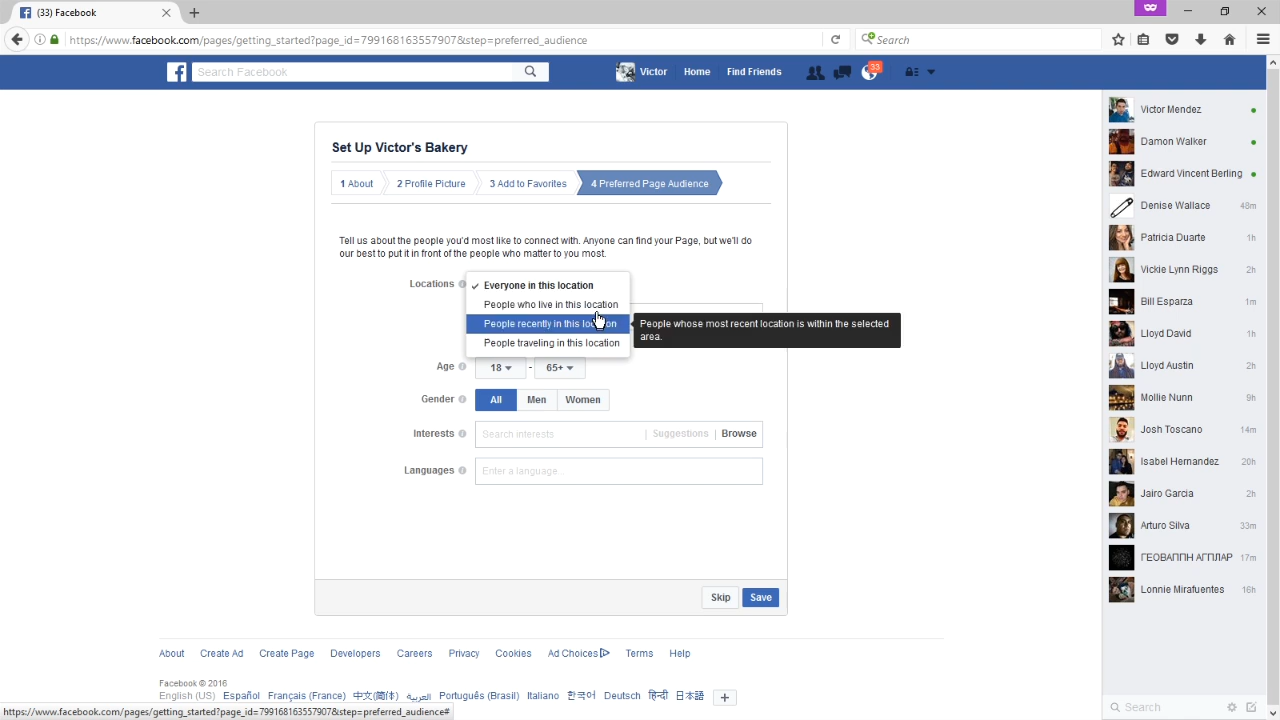 (33) Facebook
https://www.facebook.com/pages/getting_started?page_id=799168163557907&step=preferred_audience
Search
Search Facebook
Victor Home Find Friends 33
Set Up Victor's Bakery
1 About 2 Profile Picture 3 Add to Favorites 4 Preferred Page Audience
Tell us about the people you'd most like to connect with. Anyone can find your Page, but we'll do
our best to put it in front of the people who matter to you most.
Locations Everyone in this location
People who live in this location
People recently in this location
People traveling in this location
People whose most recent location is within the selected
area.
Age 18 - 65+
Gender All Men Women
Interests Search interests Suggestions Browse
Languages Enter a language...
Skip Save
About Create Ad Create Page Developers Careers Privacy Cookies Ad Choices Terms Help
Facebook © 2016
English (US) Español Français (France) 中文(简体) العربية Português (Brasil) Italiano 한국어 Deutsch हिन्दी 日本語 +
https://www.facebook.com/pages/getting_started?page_id=799168163557907&step=preferred_audience#
Victor Mendez
Damon Walker
Edward Vincent Berling
Denise Wallace 48m
Patricia Duarte 1h
Vickie Lynn Riggs 2h
Bill Esparza 1m
Lloyd David 1h
Lloyd Austin 2h
Mollie Nunn 9h
Josh Toscano 14m
Isabel Hernandez 20h
Jairo Garcia 2h
Arturo Silva 33m
17m
Lonnie Mirafuentes 16h
Search